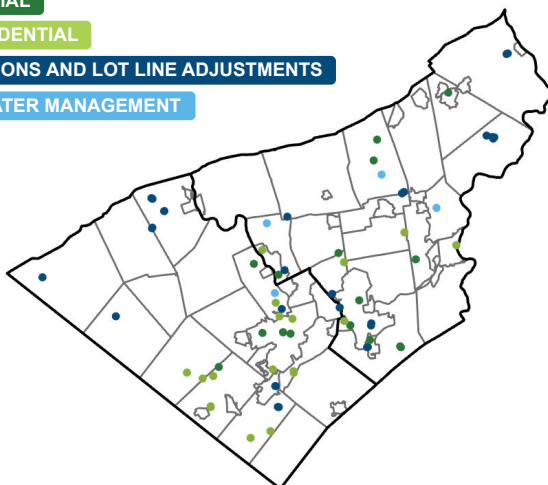 IAL
DENTIAL
ONS AND LOT LINE ADJUSTMENTS
ATER MANAGEMENT